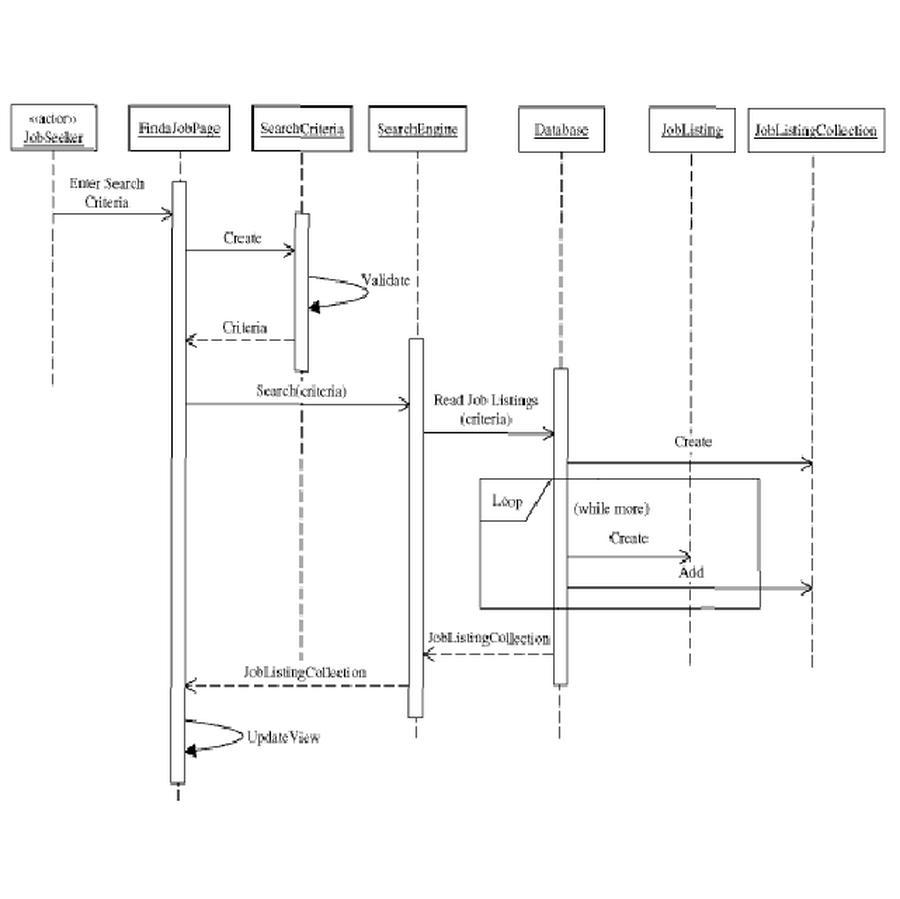 «actor»
JobSeeker
FindaJobPage
SearchCriteria
SearchEngine
Database
JobListing
JobListingCollection
Enter Search
Criteria
Create
Validate
Criteria
Search(criteria)
Read Job Listings
(criteria)
Create
Loop
(while more)
Create
Add
JobListingCollection
JobListingCollection
UpdateView